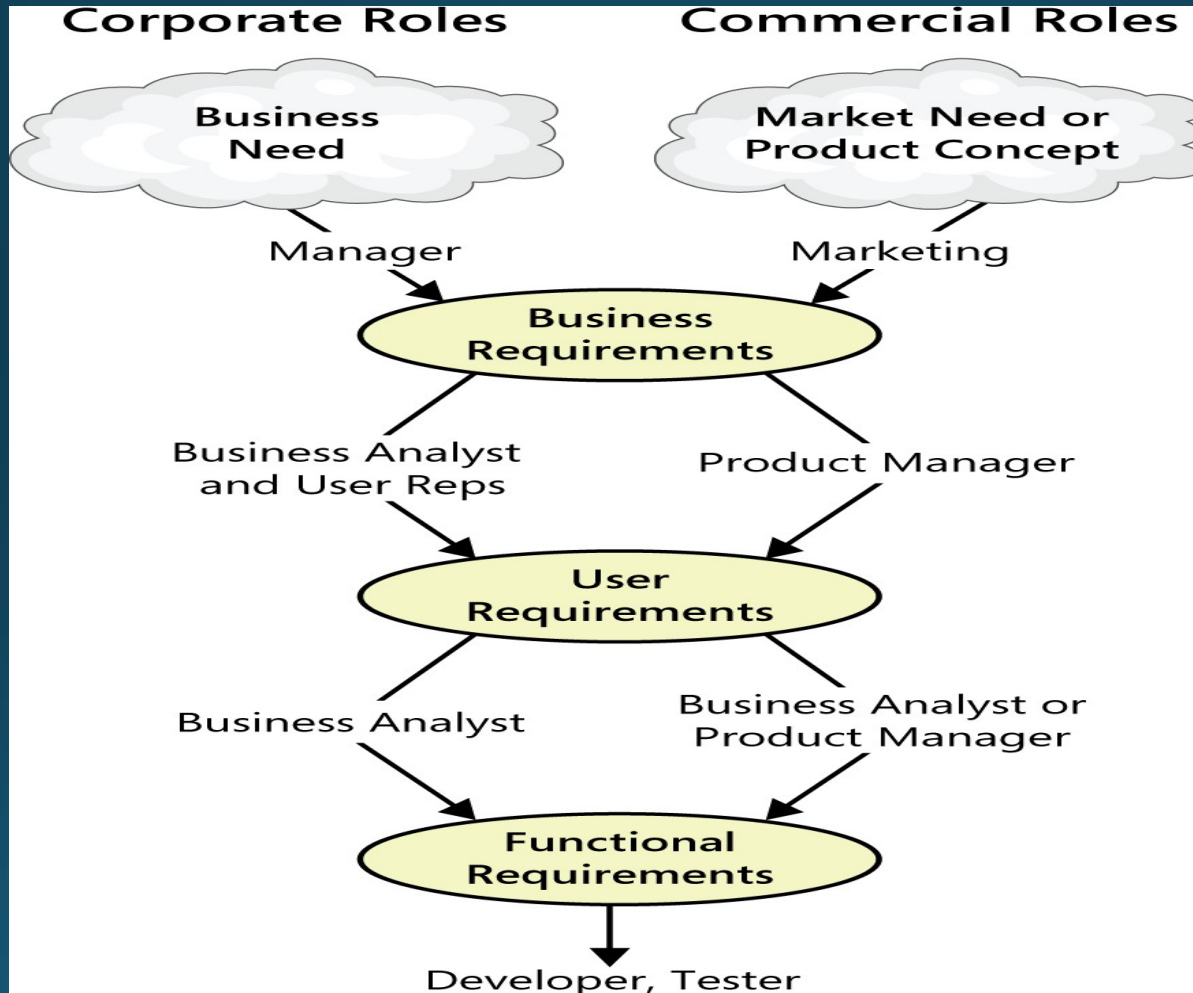 Corporate Roles
Commercial Roles
Business
Need
Market Need or
Product Concept
Manager
Marketing
Business
Requirements
Business Analyst
and User Reps
Product Manager
User
Requirements
Business Analyst
Business Analyst or
Product Manager
Functional
Requirements
Developer, Tester